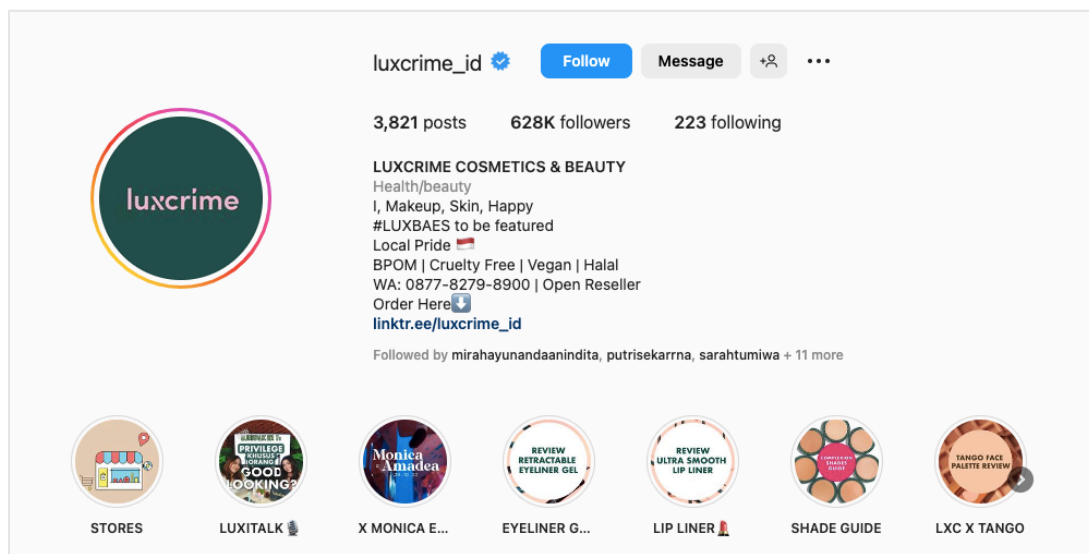 luxcrime_id
Follow
Message
3,821 posts 628K followers 223 following
luxcrime
LUXCRIME COSMETICS & BEAUTY
Health/beauty
I, Makeup, Skin, Happy
#LUXBAES to be featured
Local Pride 🇮🇩
BPOM | Cruelty Free | Vegan | Halal
WA: 0877-8279-8900 | Open Reseller
Order Here⬇️
linktr.ee/luxcrime_id
Followed by mirahayunandaanindita, putrisekarrna, sarahtumiwa + 11 more
PRIVILEGE
KHUSUS
GOOD
LOOKING?
Monica
Amadea
REVIEW
RETRACTABLE
EYELINER GEL
REVIEW
ULTRA SMOOTH
LIP LINER
COMPLEXION
SHADES
GUIDE
TANGO FACE
PALETTE REVIEW
STORES
LUXITALK🎙️
X MONICA E...
EYELINER G...
LIP LINER💄
SHADE GUIDE
LXC X TANGO